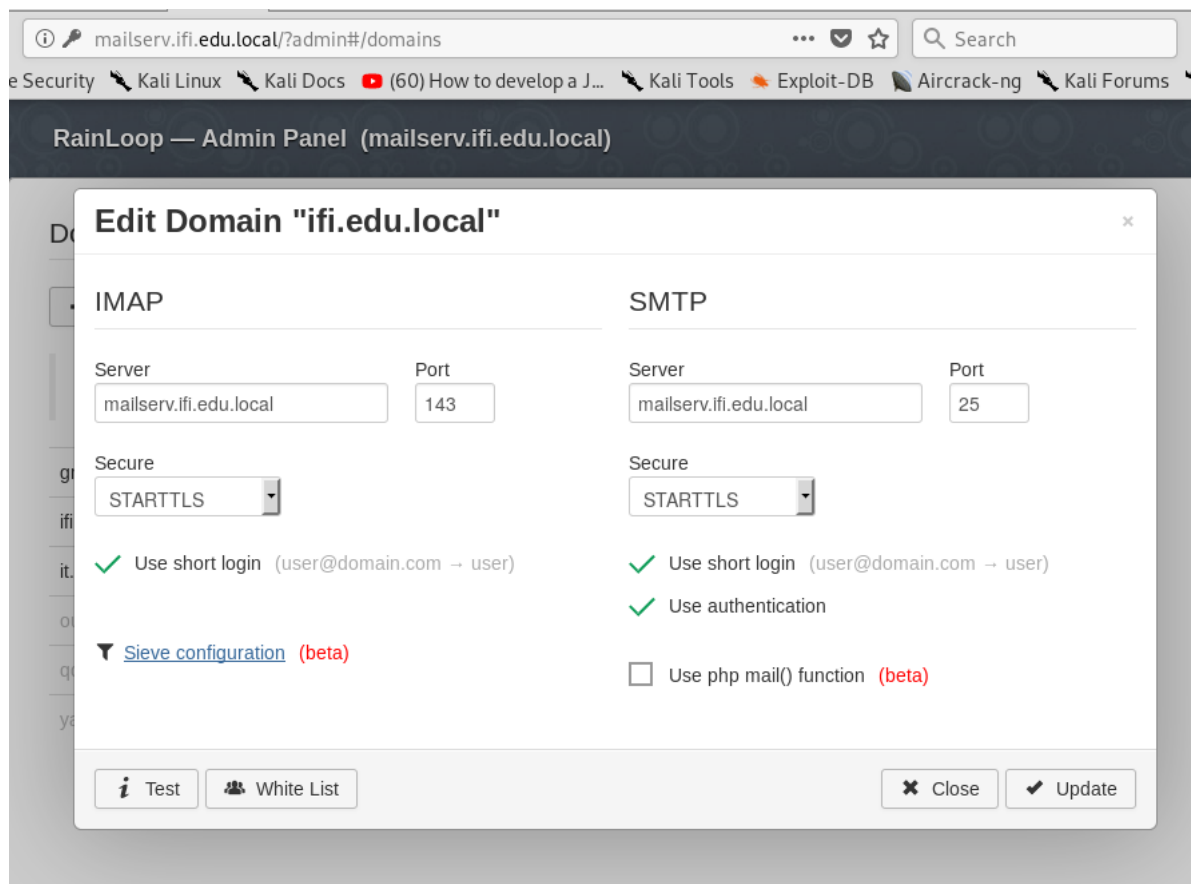 mailserv.ifi.edu.local/?admin#/domains
Search
e Security Kali Linux Kali Docs (60) How to develop a J... Kali Tools Exploit-DB Aircrack-ng Kali Forums
RainLoop — Admin Panel (mailserv.ifi.edu.local)
Edit Domain "ifi.edu.local"
×
IMAP
Server
Port
mailserv.ifi.edu.local
143
Secure
STARTTLS
Use short login (user@domain.com → user)
Sieve configuration (beta)
SMTP
Server
Port
mailserv.ifi.edu.local
25
Secure
STARTTLS
Use short login (user@domain.com → user)
Use authentication
Use php mail() function (beta)
ifi
it.
Test
White List
Close
Update